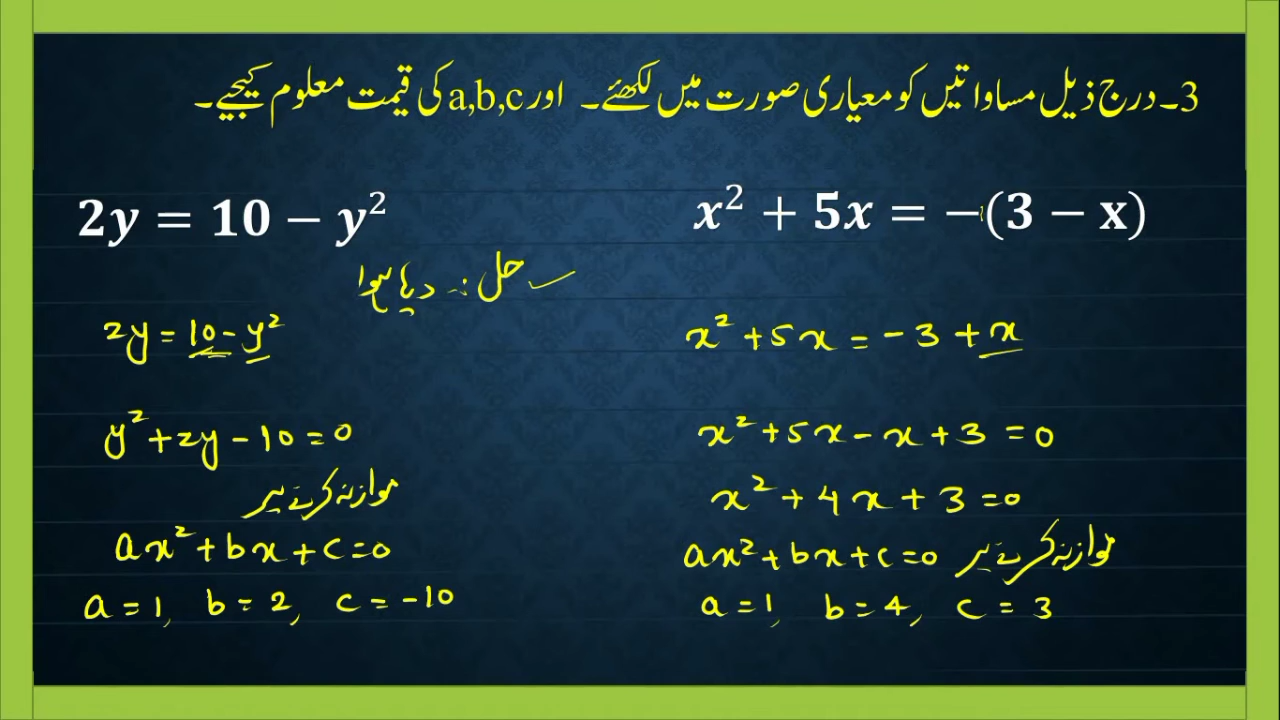 3۔ درج ذیل مساواتیں کو معیاری صورت میں لکھئے۔ اور a,b,c کی قیمت معلوم کیجیے۔
2y = 10 − y²
حل :۔ دیا ہوا
2y = 10 - y²
y² + 2y - 10 = 0
موازنہ کرنے پر
ax² + bx + c = 0
a = 1, b = 2, c = -10
x² + 5x = −(3 − x)
x² + 5x = -3 + x
x² + 5x - x + 3 = 0
x² + 4x + 3 = 0
ax² + bx + c = 0 موازنہ کرنے پر
a = 1, b = 4, c = 3